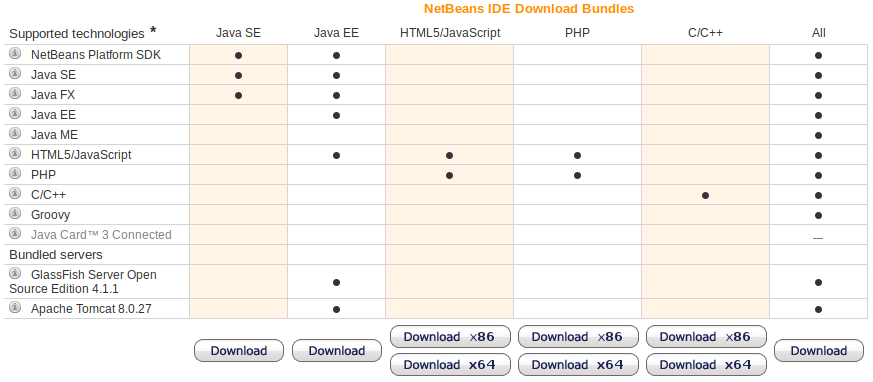 NetBeans IDE Download Bundles
Supported technologies * Java SE Java EE HTML5/JavaScript PHP C/C++ All
NetBeans Platform SDK • • •
Java SE • • •
Java FX • • •
Java EE • •
Java ME •
HTML5/JavaScript • • • •
PHP • • •
C/C++ • •
Groovy •
Java Card™ 3 Connected —
Bundled servers
GlassFish Server Open
Source Edition 4.1.1 • •
Apache Tomcat 8.0.27 • •
Download x86 Download x86 Download x86
Download Download Download
Download x64 Download x64 Download x64